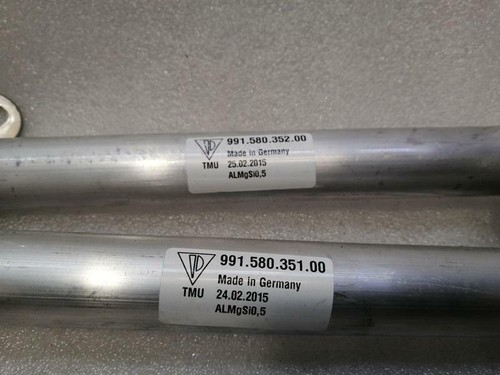 991.580.352.00
Made in Germany
TMU 25.02.2015
ALMgSi0,5
991.580.351.00
Made in Germany
TMU 24.02.2015
ALMgSi0,5